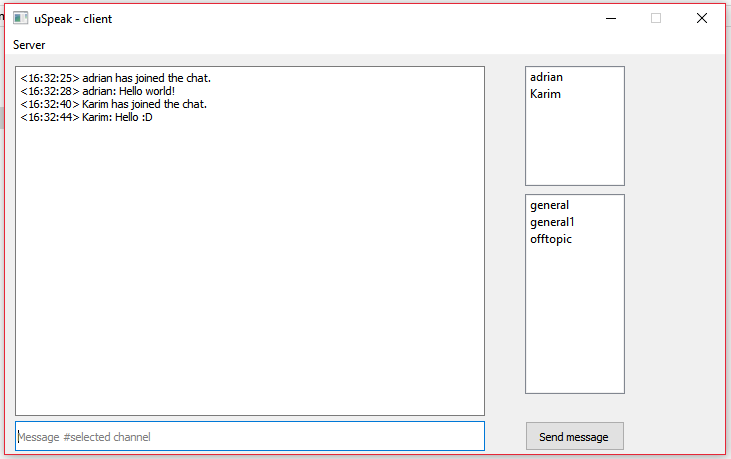 uSpeak - client
Server
<16:32:25> adrian has joined the chat.
<16:32:28> adrian: Hello world!
<16:32:40> Karim has joined the chat.
<16:32:44> Karim: Hello :D
adrian
Karim
general
general1
offtopic
Message #selected channel
Send message